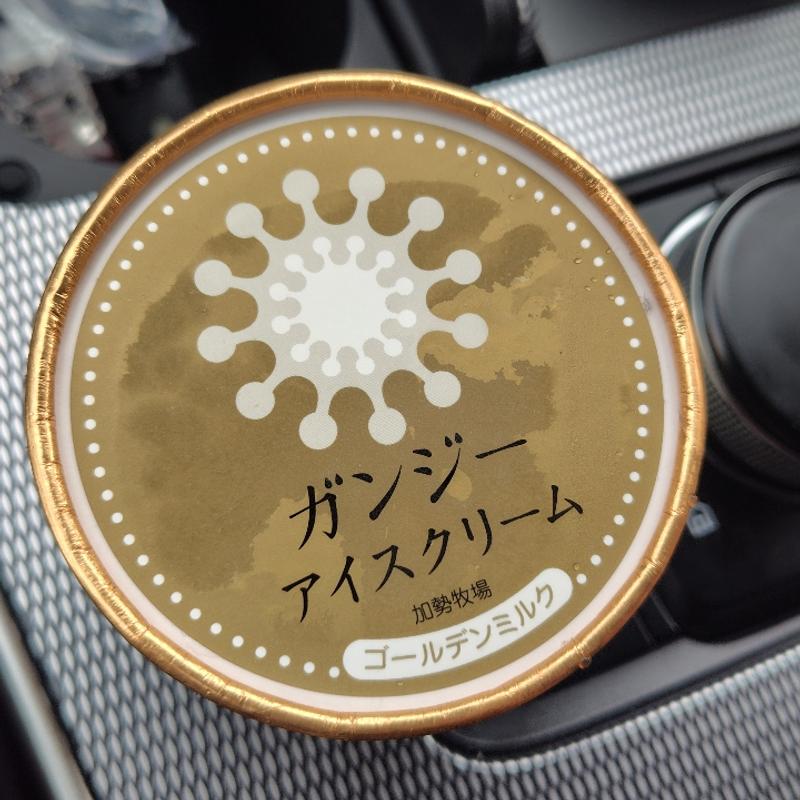 ガンジー
アイスクリーム
加勢牧場
ゴールデンミルク